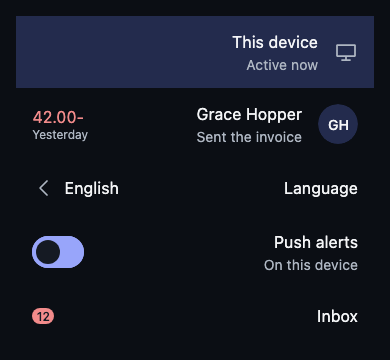 This device
Active now
GH
Grace Hopper
Sent the invoice
42.00-
Yesterday
Language
English
Push alerts
On this device
Inbox
12